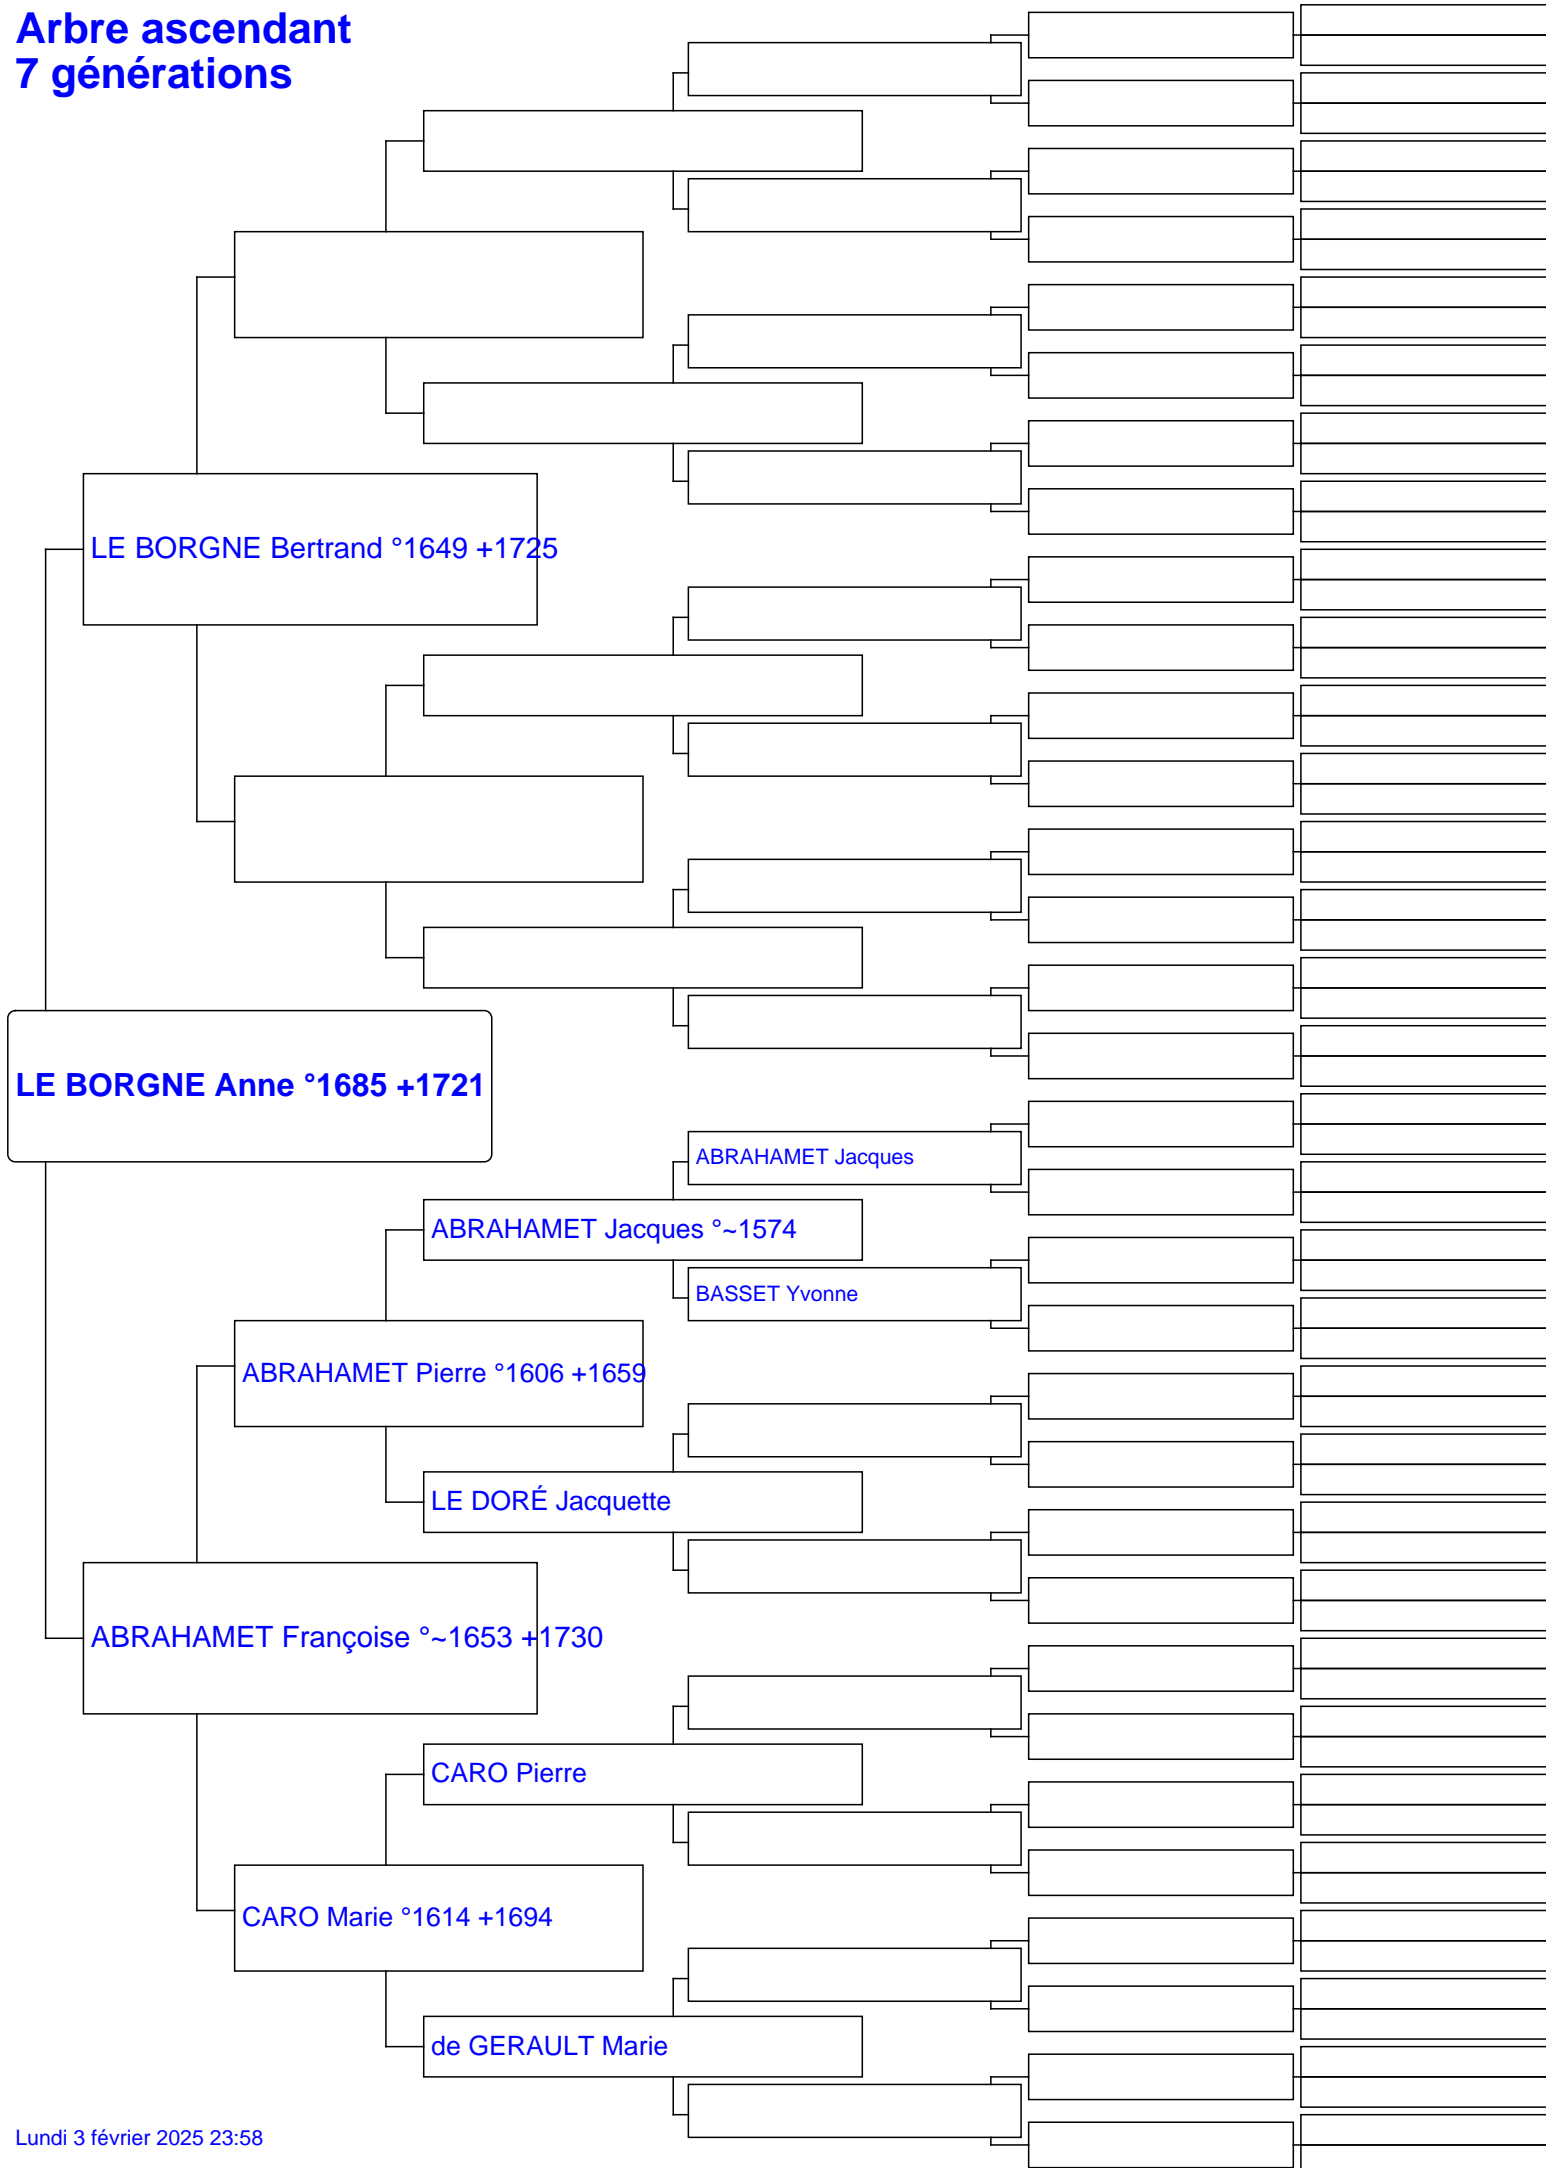 Arbre ascendant
7 générations
LE BORGNE Bertrand °1649 +1725
LE BORGNE Anne °1685 +1721
ABRAHAMET Jacques
ABRAHAMET Jacques °~1574
BASSET Yvonne
ABRAHAMET Pierre °1606 +1659
LE DORÉ Jacquette
ABRAHAMET Françoise °~1653 +1730
CARO Pierre
CARO Marie °1614 +1694
de GERAULT Marie
Lundi 3 février 2025 23:58